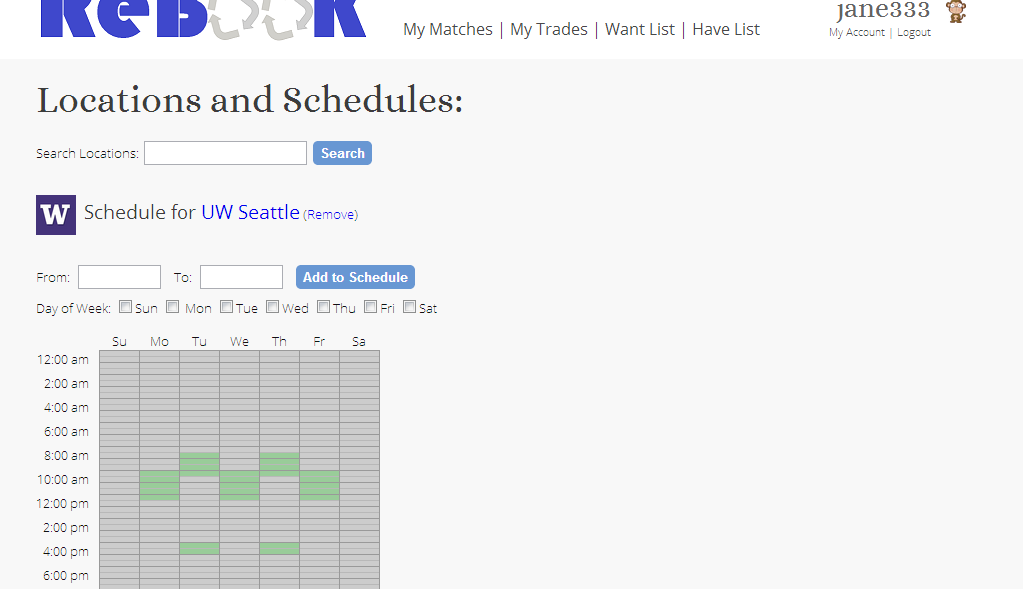 ReBOOK
jane333
My Matches | My Trades | Want List | Have List
My Account | Logout
Locations and Schedules:
Search Locations: Search
W Schedule for UW Seattle (Remove)
From: To: Add to Schedule
Day of Week: Sun Mon Tue Wed Thu Fri Sat
Su Mo Tu We Th Fr Sa
12:00 am
2:00 am
4:00 am
6:00 am
8:00 am
10:00 am
12:00 pm
2:00 pm
4:00 pm
6:00 pm